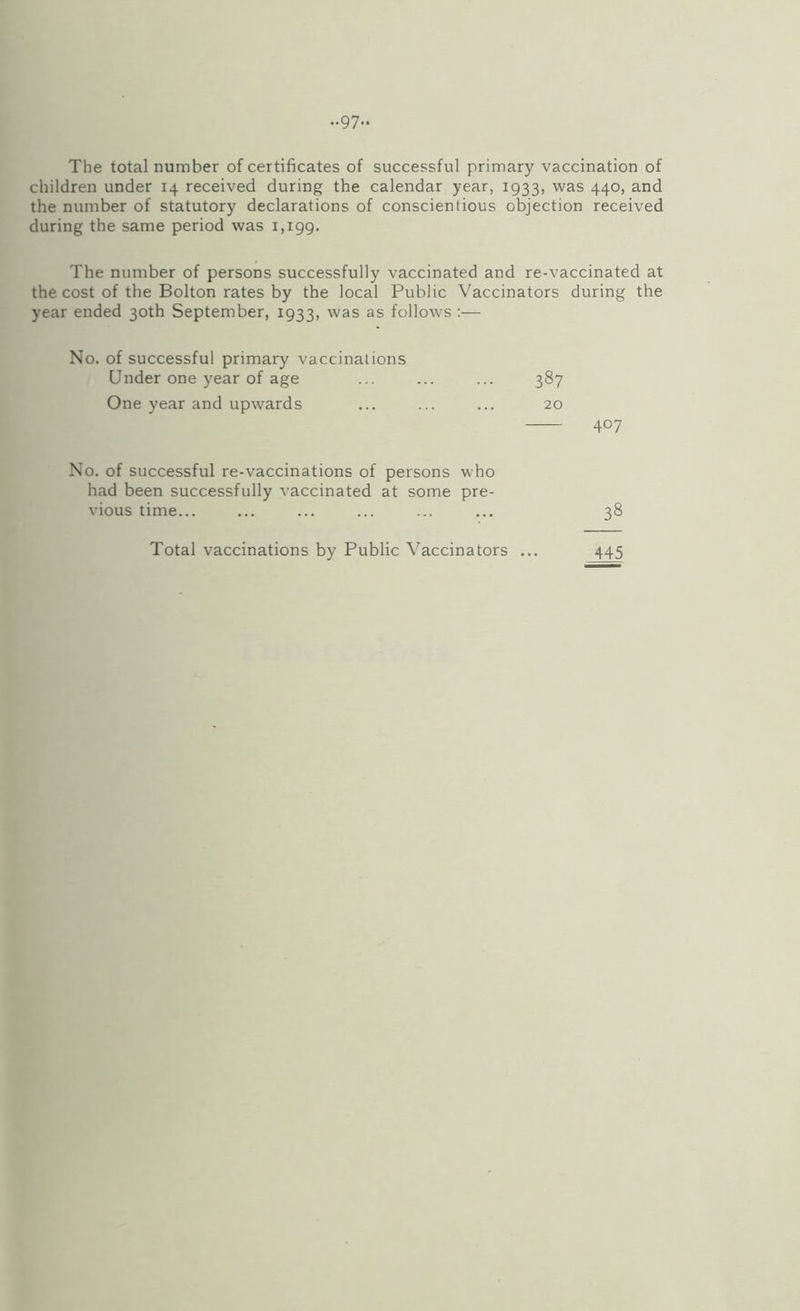 ··97··
The total number of certificates of successful primary vaccination of
children under 14 received during the calendar year, 1933, was 440, and
the number of statutory declarations of conscientious objection received
during the same period was 1,199.
The number of persons successfully vaccinated and re-vaccinated at
the cost of the Bolton rates by the local Public Vaccinators during the
year ended 30th September, 1933, was as follows :—
No. of successful primary vaccinations
Under one year of age ... ... ... 387
One year and upwards ... ... ... 20
407
No. of successful re-vaccinations of persons who
had been successfully vaccinated at some pre-
vious time... ... ... ... ... ... 38
Total vaccinations by Public Vaccinators ... 445